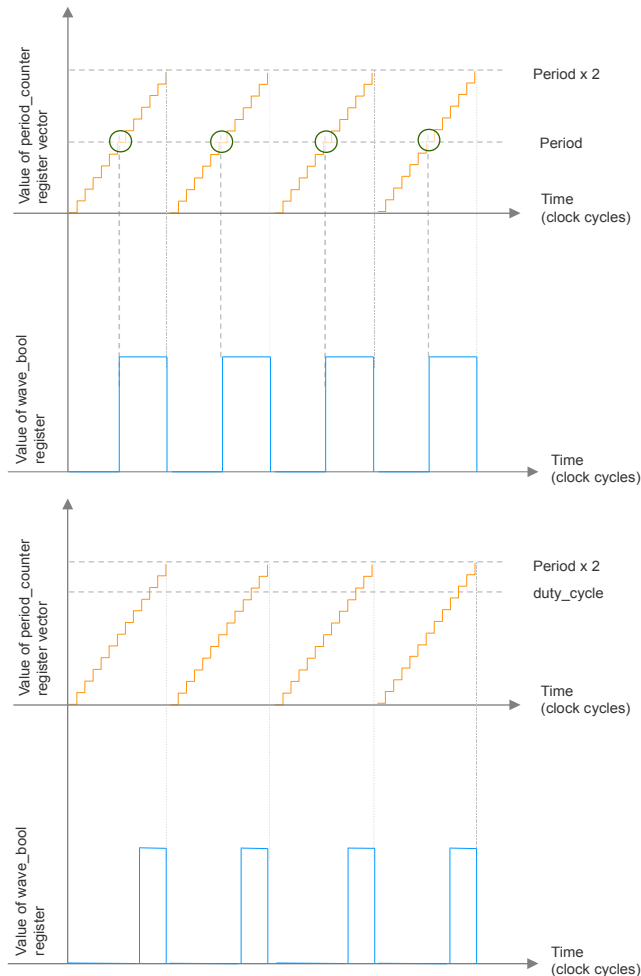 Period x 2
Period
Value of period_counter
register vector
Time
(clock cycles)
Value of wave_bool
register
Time
(clock cycles)
Period x 2
duty_cycle
Value of period_counter
register vector
Time
(clock cycles)
Value of wave_bool
register
Time
(clock cycles)